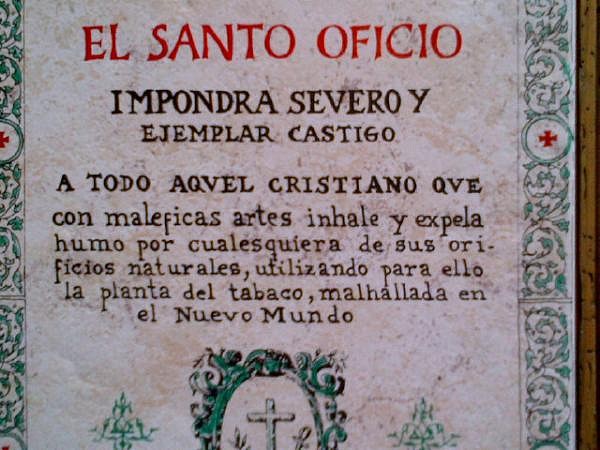 EL SANTO OFICIO
IMPONDRA SEVERO Y
EJEMPLAR CASTIGO
A TODO AQVEL CRISTIANO QVE
con maleficas artes inhale y expela
humo por cualesquiera de sus ori-
ficios naturales, utilizando para ello
la planta del tabaco, malhallada en
el Nuevo Mundo